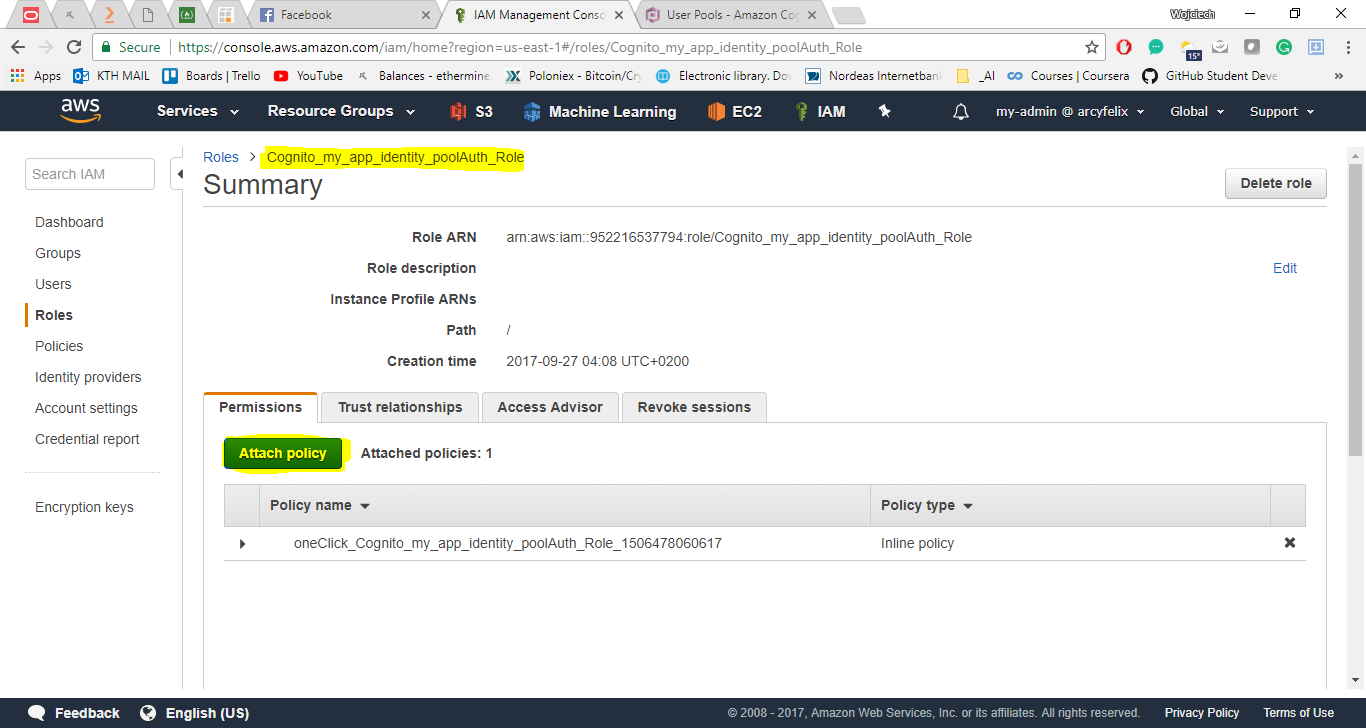 Facebook
IAM Management Conso
User Pools - Amazon Co
Wojciech
Secure
https://console.aws.amazon.com/iam/home?region=us-east-1#/roles/Cognito_my_app_identity_poolAuth_Role
15°
Apps
KTH MAIL
Boards | Trello
YouTube
Balances - ethermine.
Poloniex - Bitcoin/Cry
Electronic library. Do
Nordeas Internetbank
_AI
Courses | Coursera
GitHub Student Deve
»
aws
Services
Resource Groups
S3
Machine Learning
EC2
IAM
my-admin @ arcyfelix
Global
Support
Search IAM
Dashboard
Groups
Users
Roles
Policies
Identity providers
Account settings
Credential report
Encryption keys
Roles > Cognito_my_app_identity_poolAuth_Role
Summary
Delete role
Role ARN arn:aws:iam::952216537794:role/Cognito_my_app_identity_poolAuth_Role
Role description Edit
Instance Profile ARNs
Path /
Creation time 2017-09-27 04:08 UTC+0200
Permissions Trust relationships Access Advisor Revoke sessions
Attach policy Attached policies: 1
Policy name Policy type
oneClick_Cognito_my_app_identity_poolAuth_Role_1506478060617 Inline policy
Feedback English (US) © 2008 - 2017, Amazon Web Services, Inc. or its affiliates. All rights reserved. Privacy Policy Terms of Use